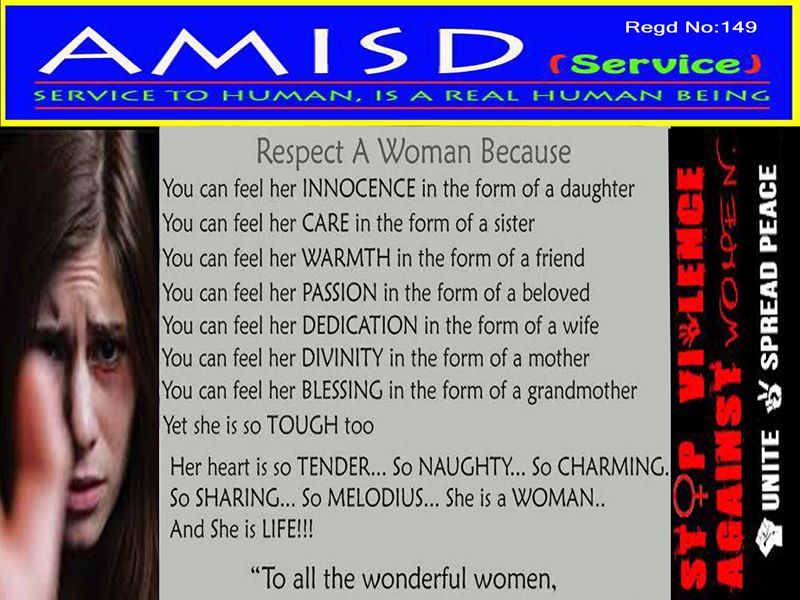 Regd No:149
AMISD (Service)
SERVICE TO HUMAN, IS A REAL HUMAN BEING
Respect A Woman Because
You can feel her INNOCENCE in the form of a daughter
You can feel her CARE in the form of a sister
You can feel her WARMTH in the form of a friend
You can feel her PASSION in the form of a beloved
You can feel her DEDICATION in the form of a wife
You can feel her DIVINITY in the form of a mother
You can feel her BLESSING in the form of a grandmother
Yet she is so TOUGH too
Her heart is so TENDER... So NAUGHTY... So CHARMING.
So SHARING... So MELODIUS... She is a WOMAN..
And She is LIFE!!!
“To all the wonderful women,
STOP VIOLENCE
AGAINST WOMEN.
UNITE SPREAD PEACE